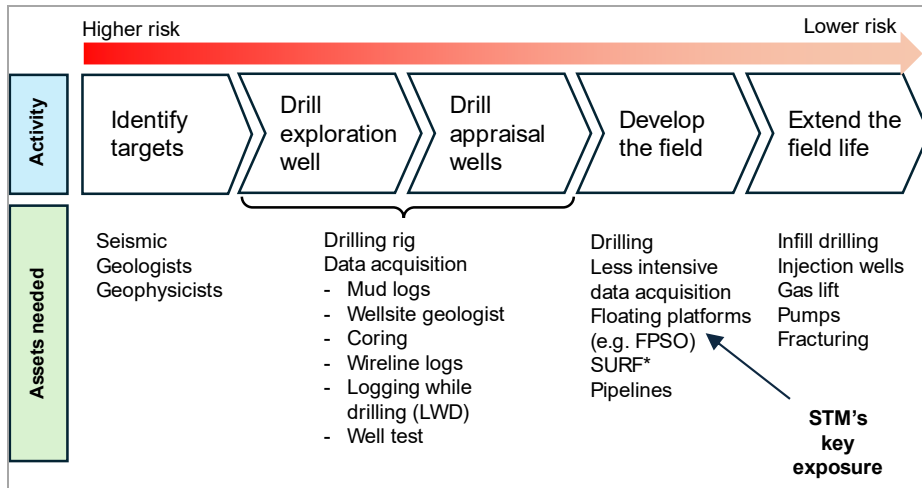 Higher risk
Lower risk
Activity
Identify
targets
Drill
exploration
well
Drill
appraisal
wells
Develop
the field
Extend the
field life
Assets needed
Seismic
Geologists
Geophysicists
Drilling rig
Data acquisition
- Mud logs
- Wellsite geologist
- Coring
- Wireline logs
- Logging while
drilling (LWD)
- Well test
Drilling
Less intensive
data acquisition
Floating platforms
(e.g. FPSO)
SURF*
Pipelines
Infill drilling
Injection wells
Gas lift
Pumps
Fracturing
STM's
key
exposure